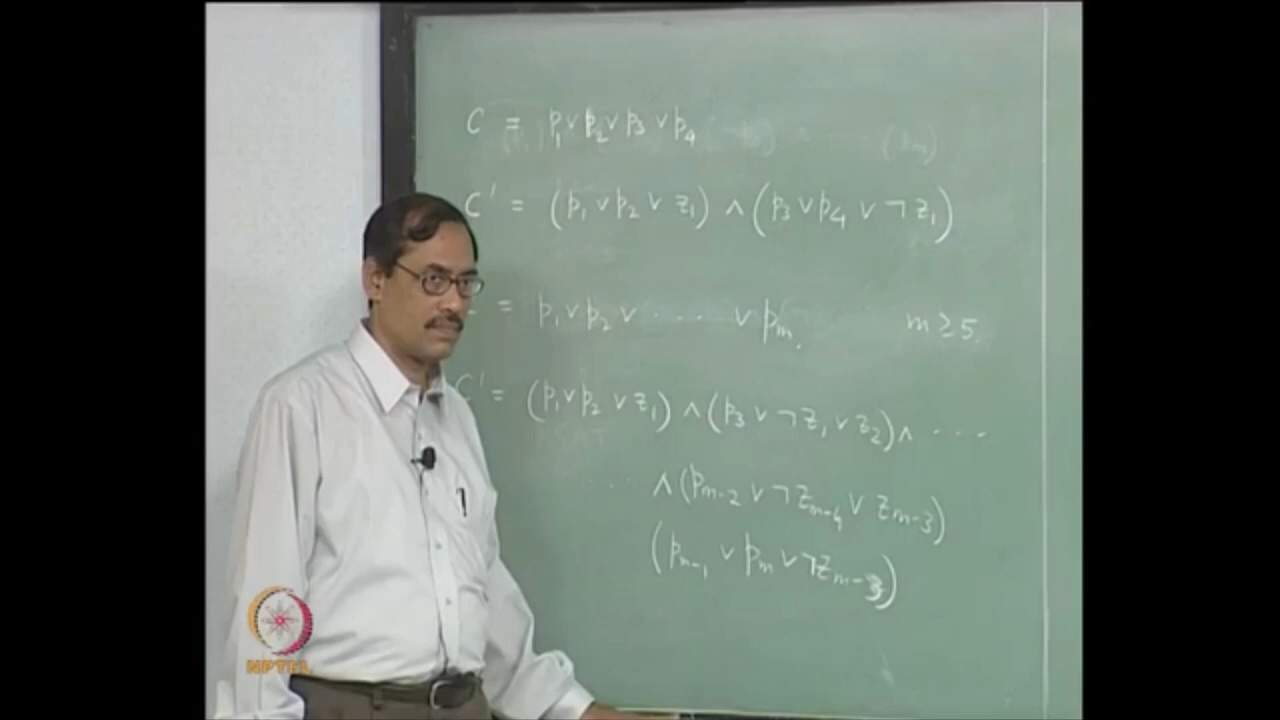 C = p₁ ∨ p₂ ∨ p₃ ∨ p₄
C' = (p₁ ∨ p₂ ∨ z₁) ∧ (p₃ ∨ p₄ ∨ ¬z₁)
= p₁ ∨ p₂ ∨ ···· ∨ pₘ. m ≥ 5.
C' = (p₁ ∨ p₂ ∨ z₁) ∧ (p₃ ∨ ¬z₁ ∨ z₂) ∧ ···
···· ∧ (pₘ₋₂ ∨ ¬zₘ₋₄ ∨ zₘ₋₃)
(pₘ₋₁ ∨ pₘ ∨ ¬zₘ₋₃)
NPTEL